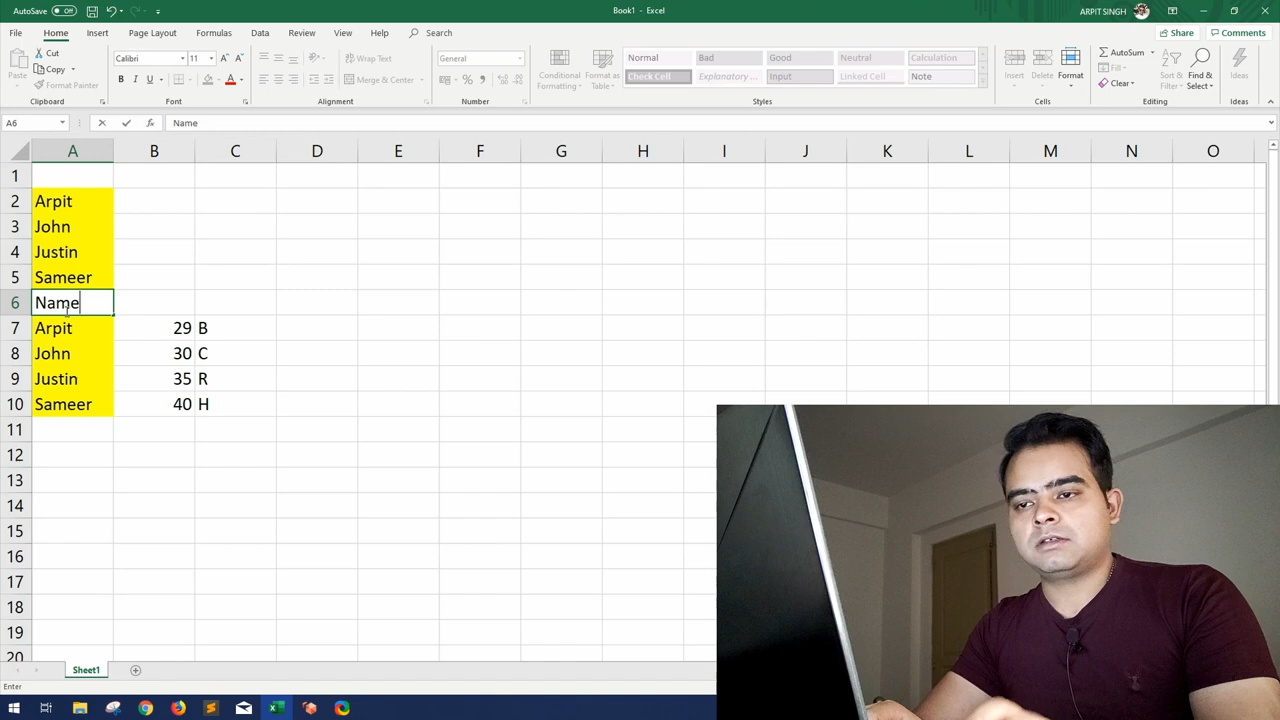 AutoSave Off Book1 - Excel ARPIT SINGH
File Home Insert Page Layout Formulas Data Review View Help Search Share Comments
Paste Cut Copy Format Painter
Clipboard
Calibri 11
B I U
Font
Wrap Text
Merge & Center
Alignment
General
Number
Conditional Formatting Format as Table
Normal Bad Good Neutral Calculation
Check Cell Explanatory ... Input Linked Cell Note
Styles
Insert Delete Format
Cells
AutoSum
Fill
Clear
Sort & Filter Find & Select
Editing
Ideas
Ideas
A6 fx Name
A B C D E F G H I J K L M N O
1
2 Arpit
3 John
4 Justin
5 Sameer
6 Name
7 Arpit 29 B
8 John 30 C
9 Justin 35 R
10 Sameer 40 H
11
12
13
14
15
16
17
18
19
20
Sheet1
Enter